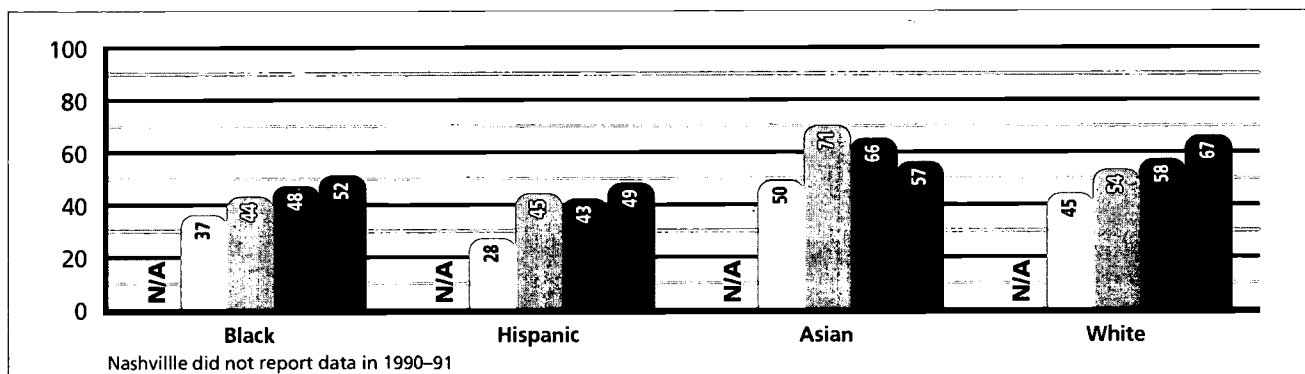 100
80
60
40
20
0
N/A 37 44 48 52
N/A 28 45 43 49
N/A 50 71 66 57
N/A 45 54 58 67
Black Hispanic Asian White
Nashvillle did not report data in 1990–91